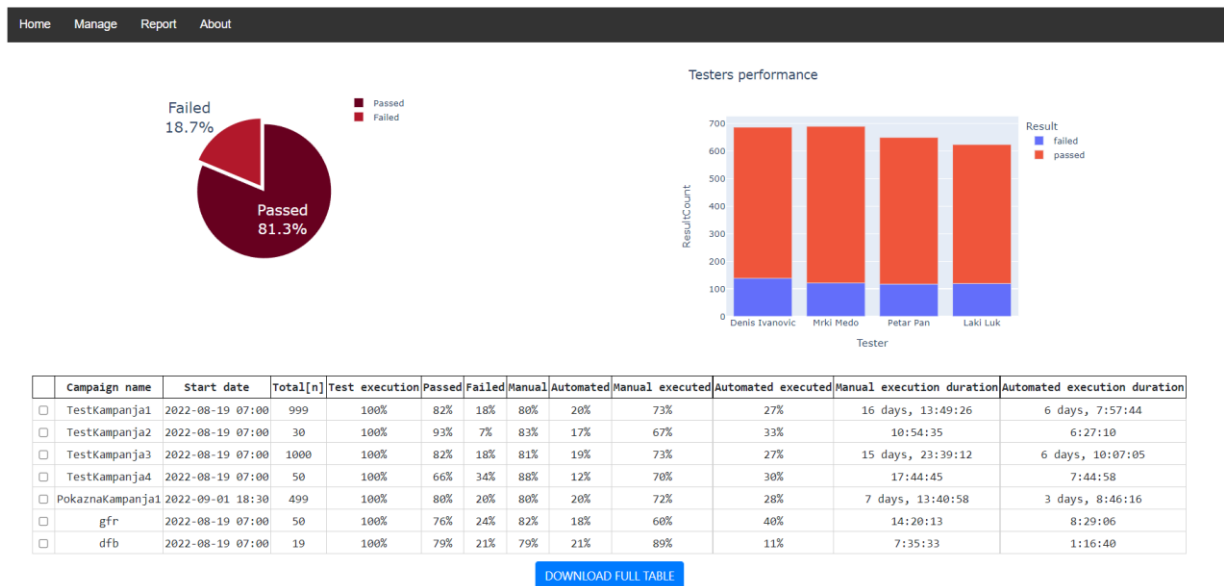 Home Manage Report About
Testers performance
Failed
18.7%
Passed
81.3%
Passed
Failed
700
600
500
400
300
200
100
0
ResultCount
Denis Ivanovic Mrki Medo Petar Pan Laki Luk
Tester
Result
failed
passed
Campaign name Start date Total[n] Test execution Passed Failed Manual Automated Manual executed Automated executed Manual execution duration Automated execution duration
TestKampanja1 2022-08-19 07:00 999 100% 82% 18% 80% 20% 73% 27% 16 days, 13:49:26 6 days, 7:57:44
TestKampanja2 2022-08-19 07:00 30 100% 93% 7% 83% 17% 67% 33% 10:54:35 6:27:10
TestKampanja3 2022-08-19 07:00 1000 100% 82% 18% 81% 19% 73% 27% 15 days, 23:39:12 6 days, 10:07:05
TestKampanja4 2022-08-19 07:00 50 100% 66% 34% 88% 12% 70% 30% 17:44:45 7:44:58
PokaznaKampanja1 2022-09-01 18:30 499 100% 80% 20% 80% 20% 72% 28% 7 days, 13:40:58 3 days, 8:46:16
gfr 2022-08-19 07:00 50 100% 76% 24% 82% 18% 60% 40% 14:20:13 8:29:06
dfb 2022-08-19 07:00 19 100% 79% 21% 79% 21% 89% 11% 7:35:33 1:16:40
DOWNLOAD FULL TABLE